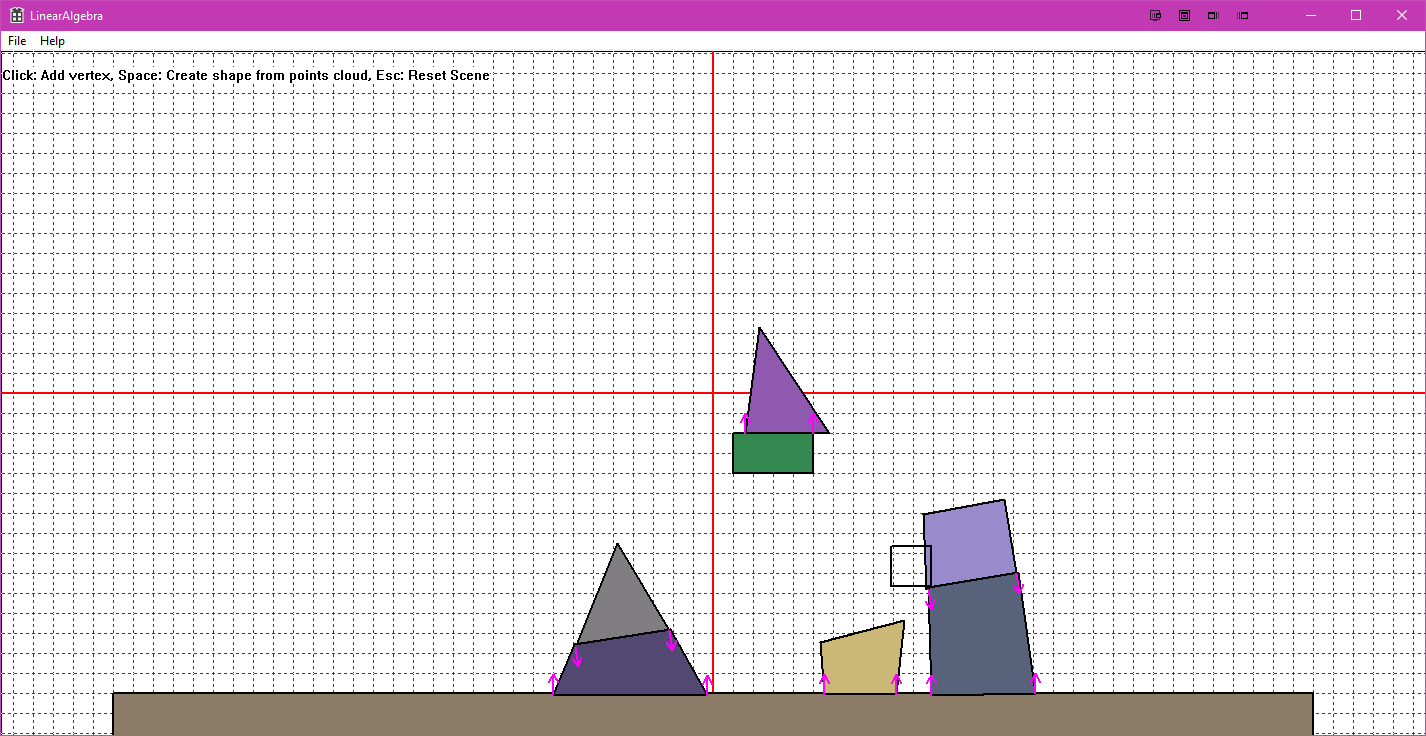 LinearAlgebra
File Help
Click: Add vertex, Space: Create shape from points cloud, Esc: Reset Scene